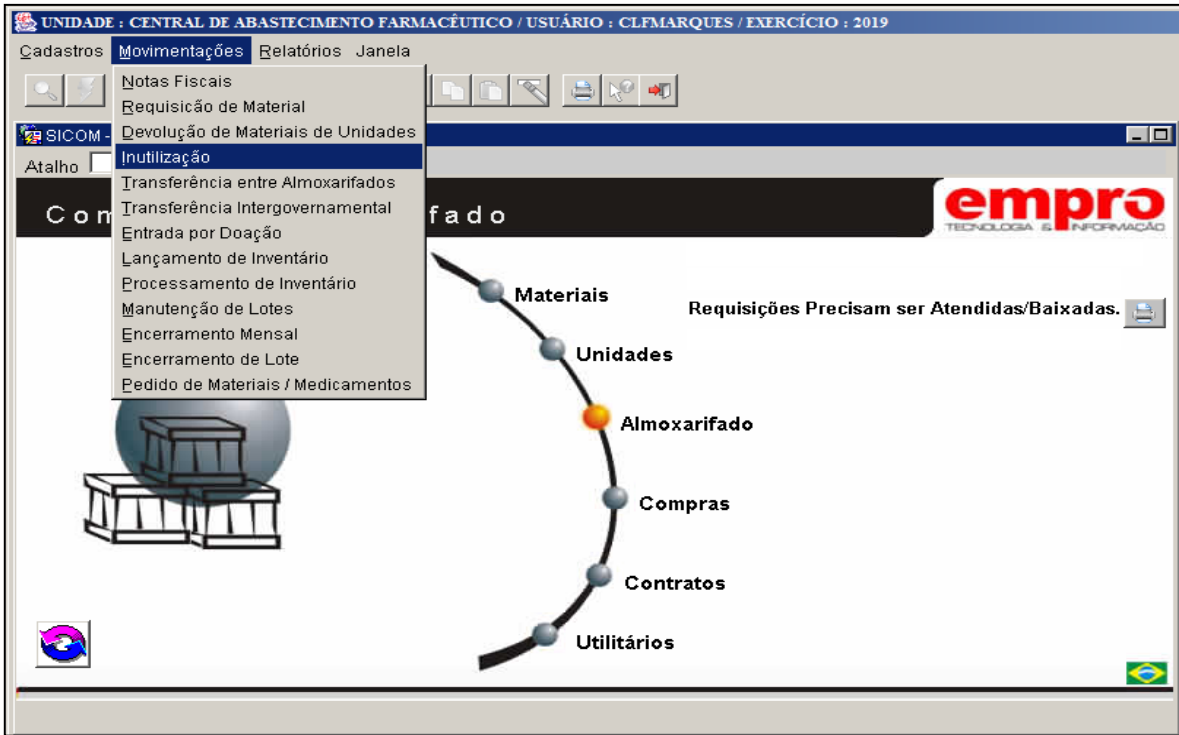 UNIDADE : CENTRAL DE ABASTECIMENTO FARMACÊUTICO / USUÁRIO : CLFMARQUES / EXERCÍCIO : 2019
Cadastros Movimentações Relatórios Janela
Notas Fiscais
Requisicão de Material
Devolução de Materiais de Unidades
Inutilização
Transferência entre Almoxarifados
Transferência Intergovernamental
Entrada por Doação
Lançamento de Inventário
Processamento de Inventário
Manutenção de Lotes
Encerramento Mensal
Encerramento de Lote
Pedido de Materiais / Medicamentos
SICOM -
Atalho
Com fado
empro
TECNOLOGIA & INFORMAÇÃO
Materiais
Requisições Precisam ser Atendidas/Baixadas.
Unidades
Almoxarifado
Compras
Contratos
Utilitários